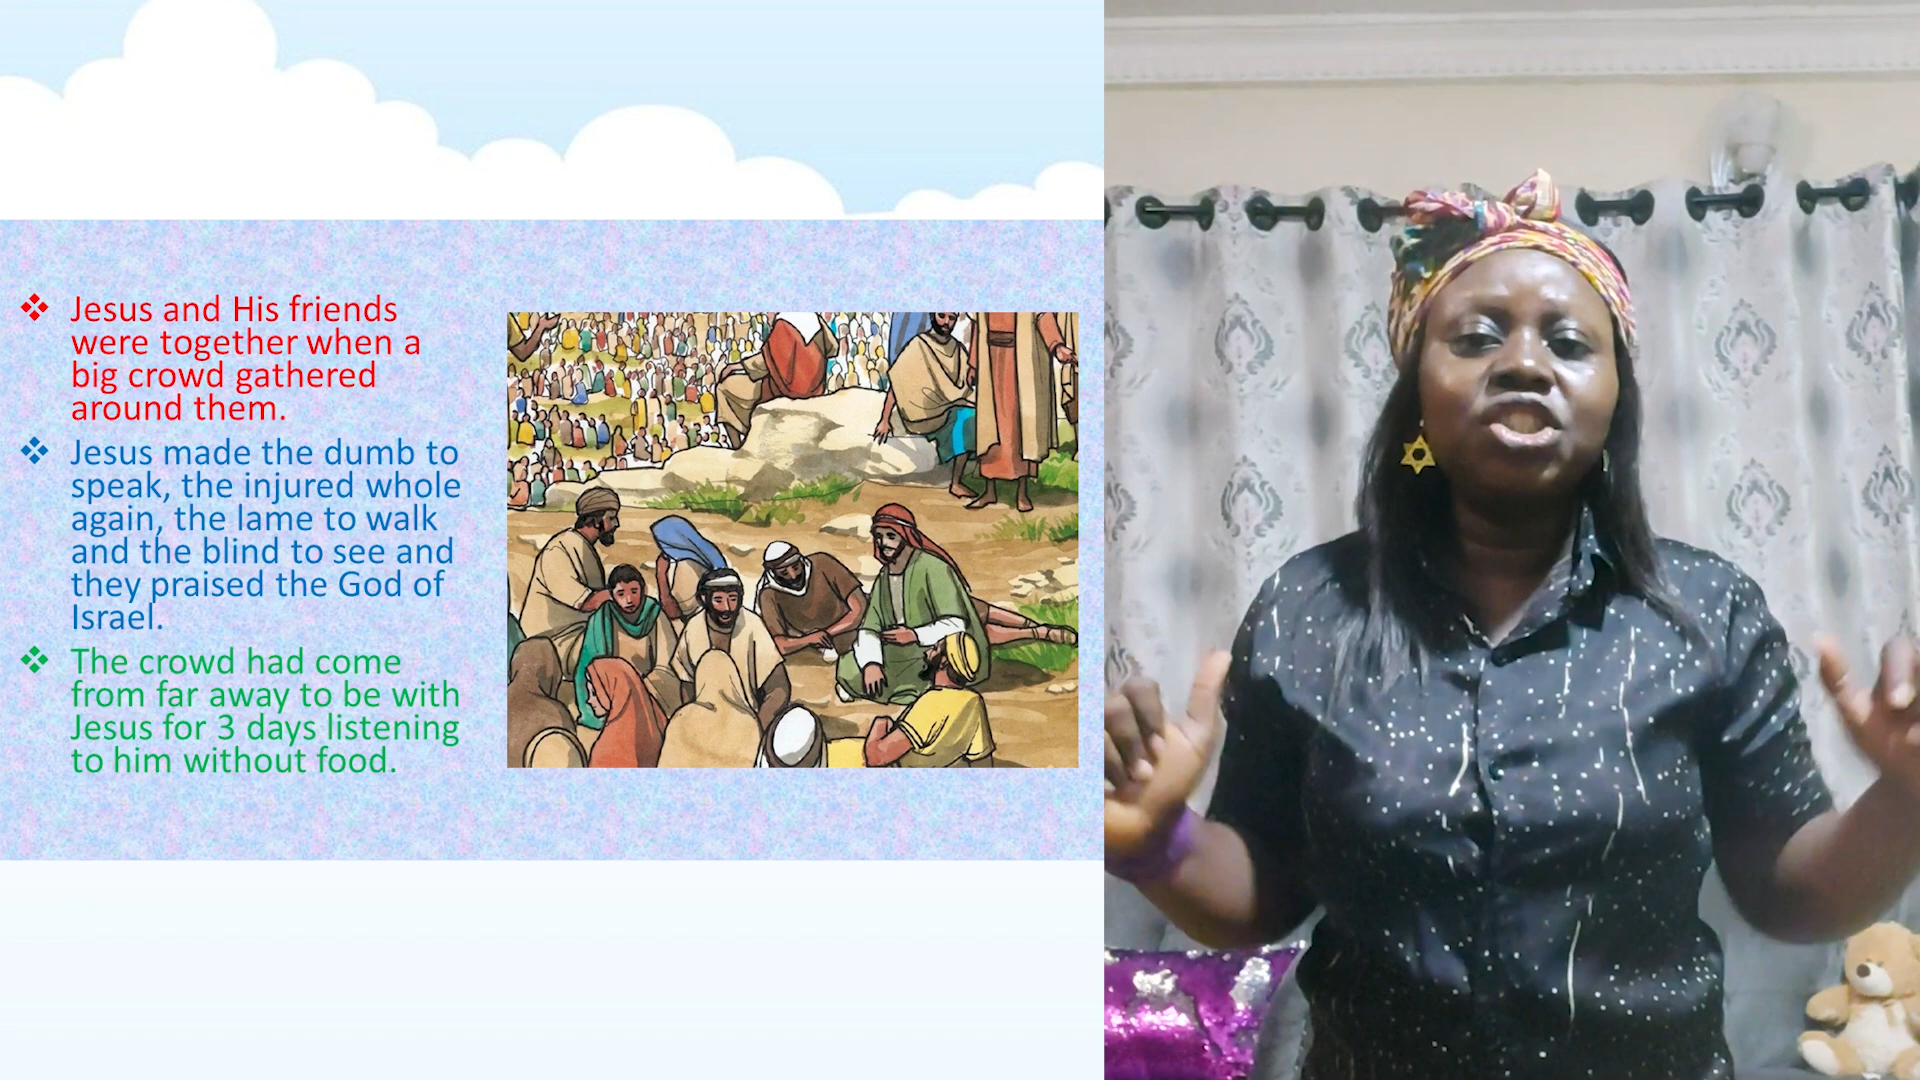 Jesus and His friends
were together when a
big crowd gathered
around them.
Jesus made the dumb to
speak, the injured whole
again, the lame to walk
and the blind to see and
they praised the God of
Israel.
The crowd had come
from far away to be with
Jesus for 3 days listening
to him without food.